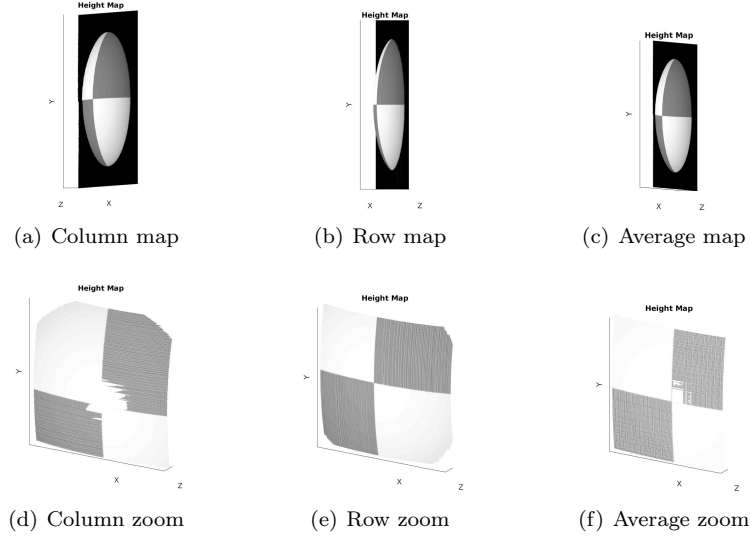 Height Map
Y
Z
X
(a) Column map
Height Map
Y
X
Z
(b) Row map
Height Map
Y
Z
X
Z
(c) Average map
Height Map
Y
X
Z
(d) Column zoom
Height Map
Y
X
Z
(e) Row zoom
Height Map
Y
X
Z
(f) Average zoom